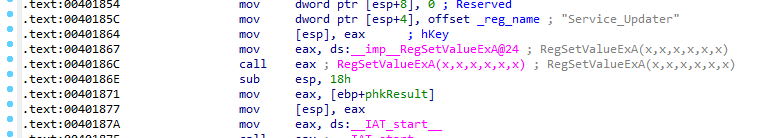 .text:00401854 mov dword ptr [esp+8], 0 ; Reserved
.text:0040185C mov dword ptr [esp+4], offset _reg_name ; "Service_Updater"
.text:00401864 mov [esp], eax ; hKey
.text:00401867 mov eax, ds:__imp__RegSetValueExA@24 ; RegSetValueExA(x,x,x,x,x,x)
.text:0040186C call eax ; RegSetValueExA(x,x,x,x,x,x) ; RegSetValueExA(x,x,x,x,x,x)
.text:0040186E sub esp, 18h
.text:00401871 mov eax, [ebp+phkResult]
.text:00401877 mov [esp], eax
.text:0040187A mov eax, ds:__IAT_start__